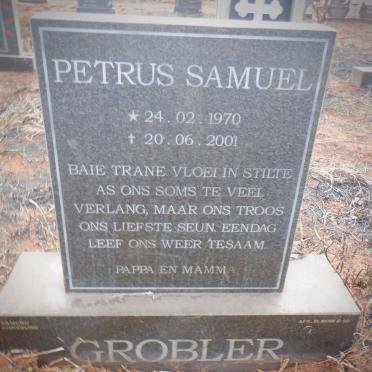 PETRUS SAMUEL
★ 24.02.1970
✝ 20.06.2001
BAIE TRANE VLOEI IN STILTE
AS ONS SOMS TE VEEL
VERLANG, MAAR ONS TROOS
ONS LIEFSTE SEUN, EENDAG
LEEF ONS WEER TESAAM
PAPPA EN MAMMA
GROBLER